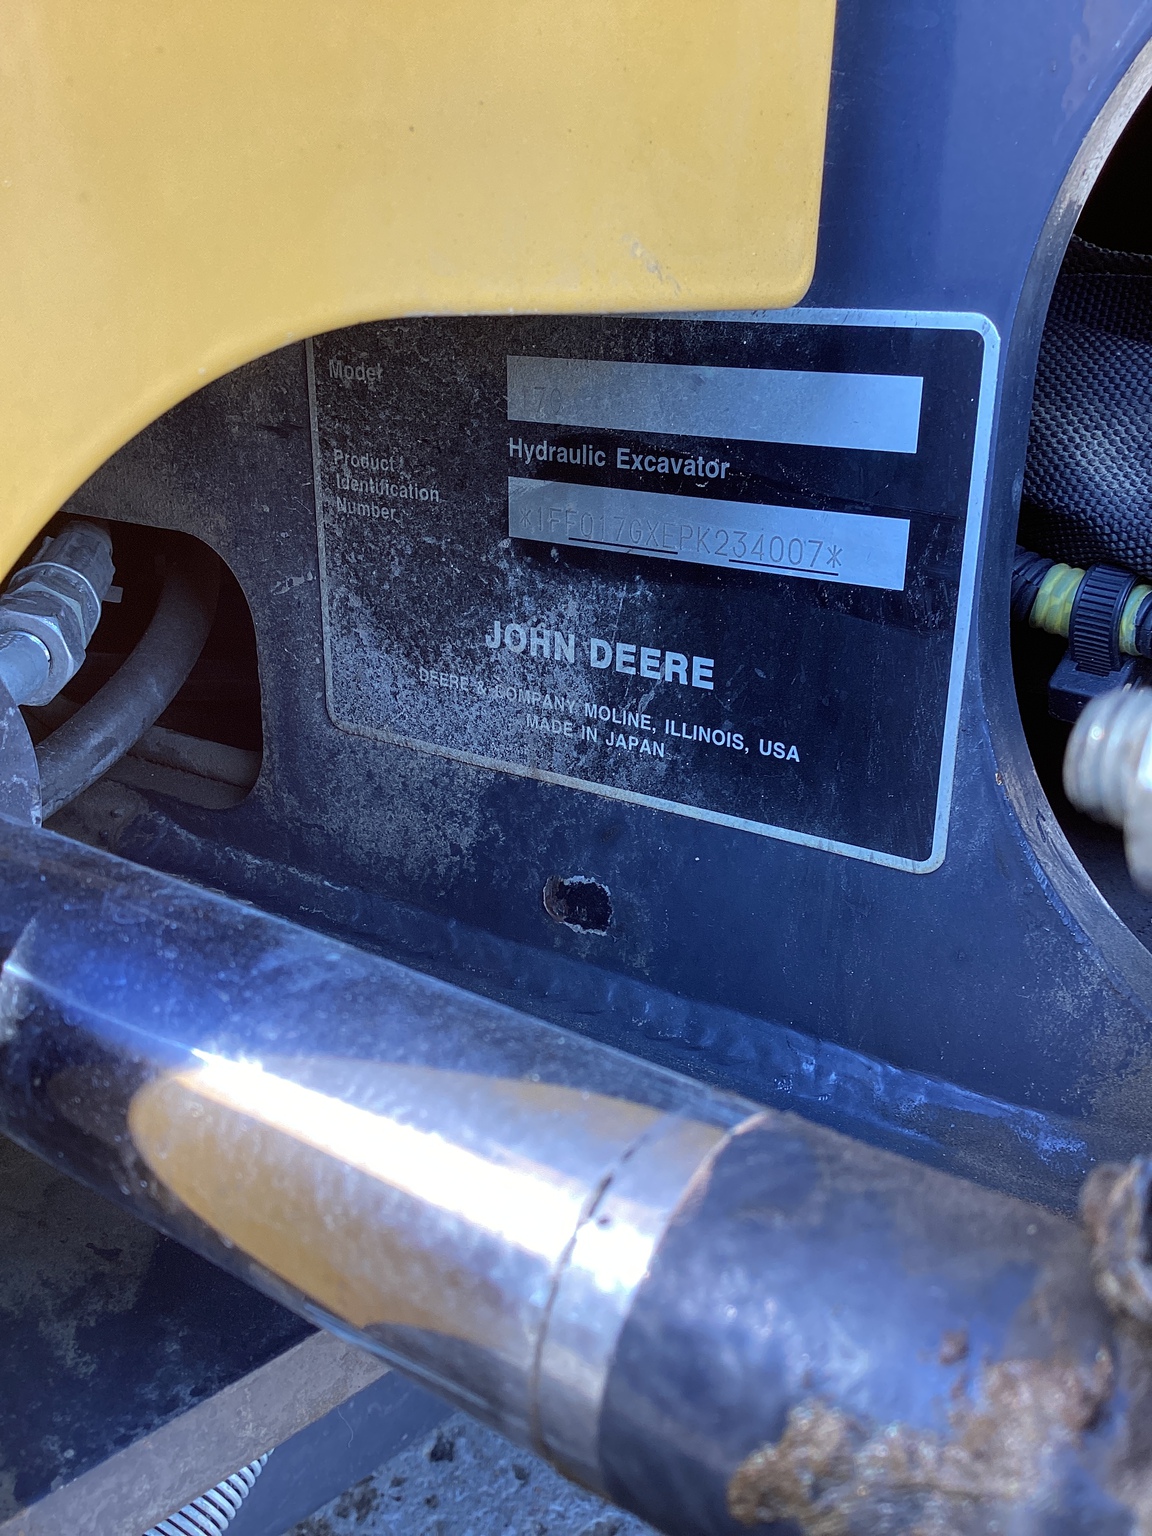 Model
17G
Hydraulic Excavator
Product
Identification
Number
*1FF017GXEPK234007*
JOHN DEERE
DEERE & COMPANY MOLINE, ILLINOIS, USA
MADE IN JAPAN